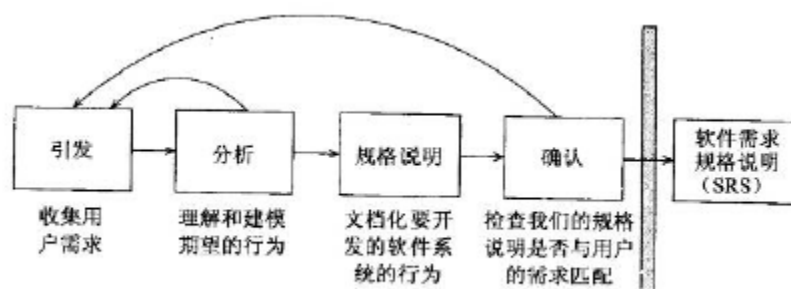 引发
分析
规格说明
确认
软件需求
规格说明
（SRS）
收集用
户需求
理解和建模
期望的行为
文档化要开
发的软件系
统的行为
检查我们的规格
说明是否与用户
的需求匹配